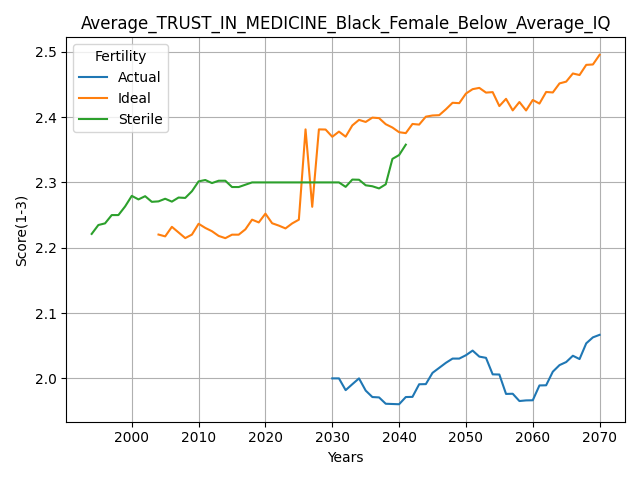 Average_TRUST_IN_MEDICINE_Black_Female_Below_Average_IQ
Fertility
Actual
Ideal
Sterile
Score(1-3)
2.5
2.4
2.3
2.2
2.1
2.0
2000 2010 2020 2030 2040 2050 2060 2070
Years